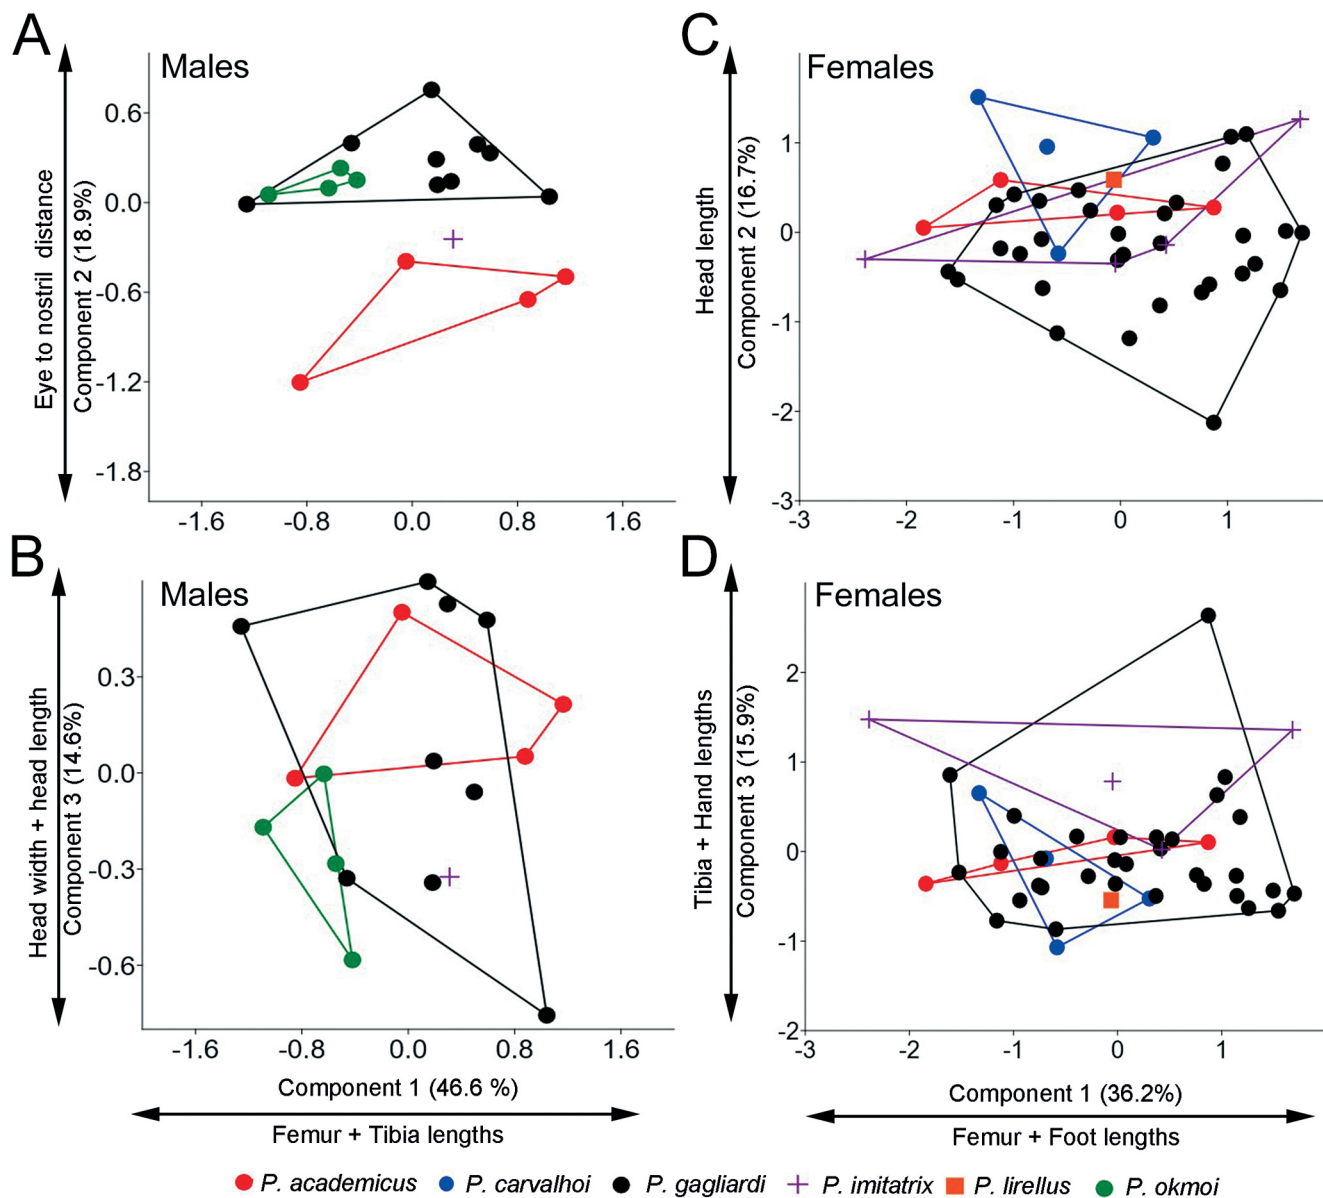 A
Males
Eye to nostril distance
Component 2 (18.9%)
0.6
0.0
-0.6
-1.2
-1.8
-1.6 -0.8 0.0 0.8 1.6
C
Females
Head length
Component 2 (16.7%)
1
0
-1
-2
-3
-3 -2 -1 0 1
B
Males
Head width + head length
Component 3 (14.6%)
0.3
0.0
-0.3
-0.6
-1.6 -0.8 0.0 0.8 1.6
Component 1 (46.6 %)
Femur + Tibia lengths
D
Females
Tibia + Hand lengths
Component 3 (15.9%)
2
1
0
-1
-2
-3 -2 -1 0 1
Component 1 (36.2%)
Femur + Foot lengths
P. academicus P. carvalhoi P. gagliardi P. imitatrix P. lirellus P. okmoi